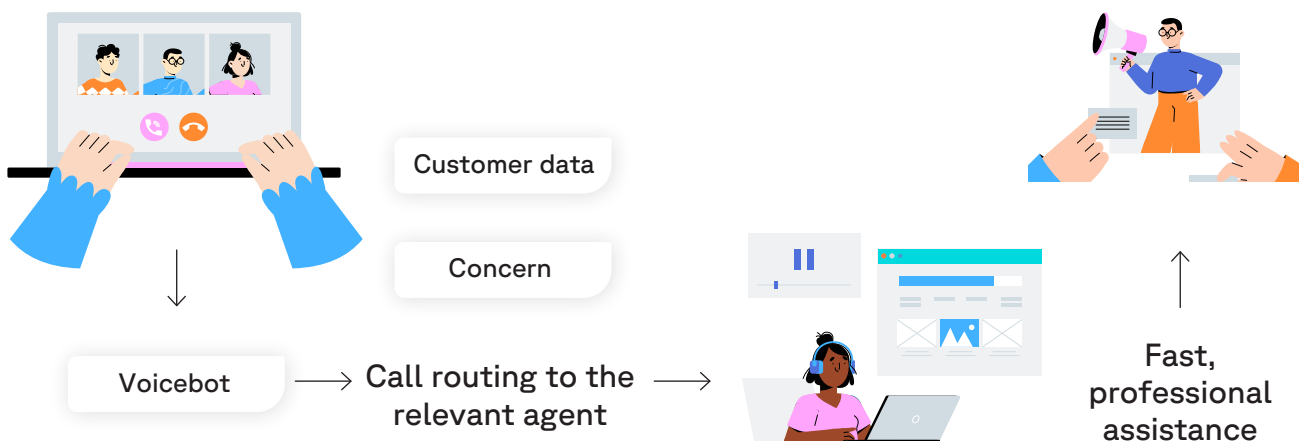 Customer data
Concern
Voicebot
Call routing to the
relevant agent
Fast,
professional
assistance